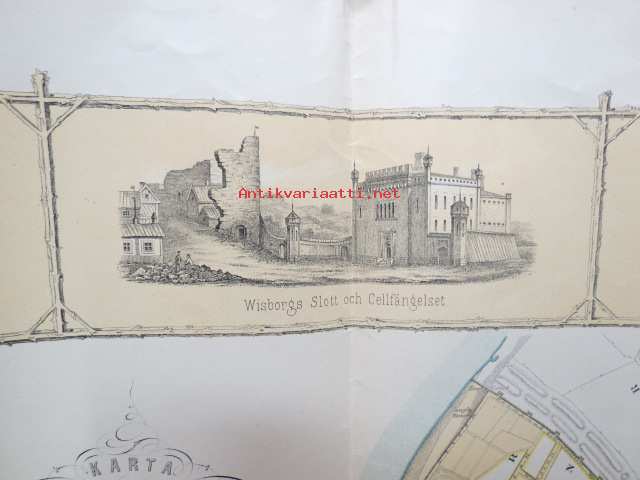 Antikvariaatti.net
Wisborgs Slott och Cellfängelset
KARTA